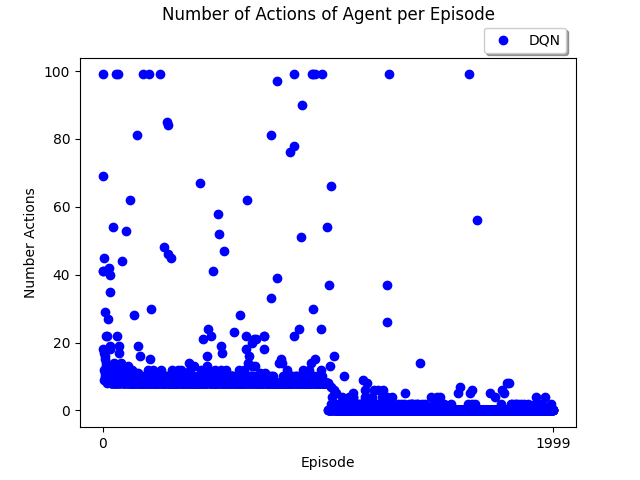 Number of Actions of Agent per Episode
DQN
100
80
60
40
20
0
Number Actions
0
1999
Episode